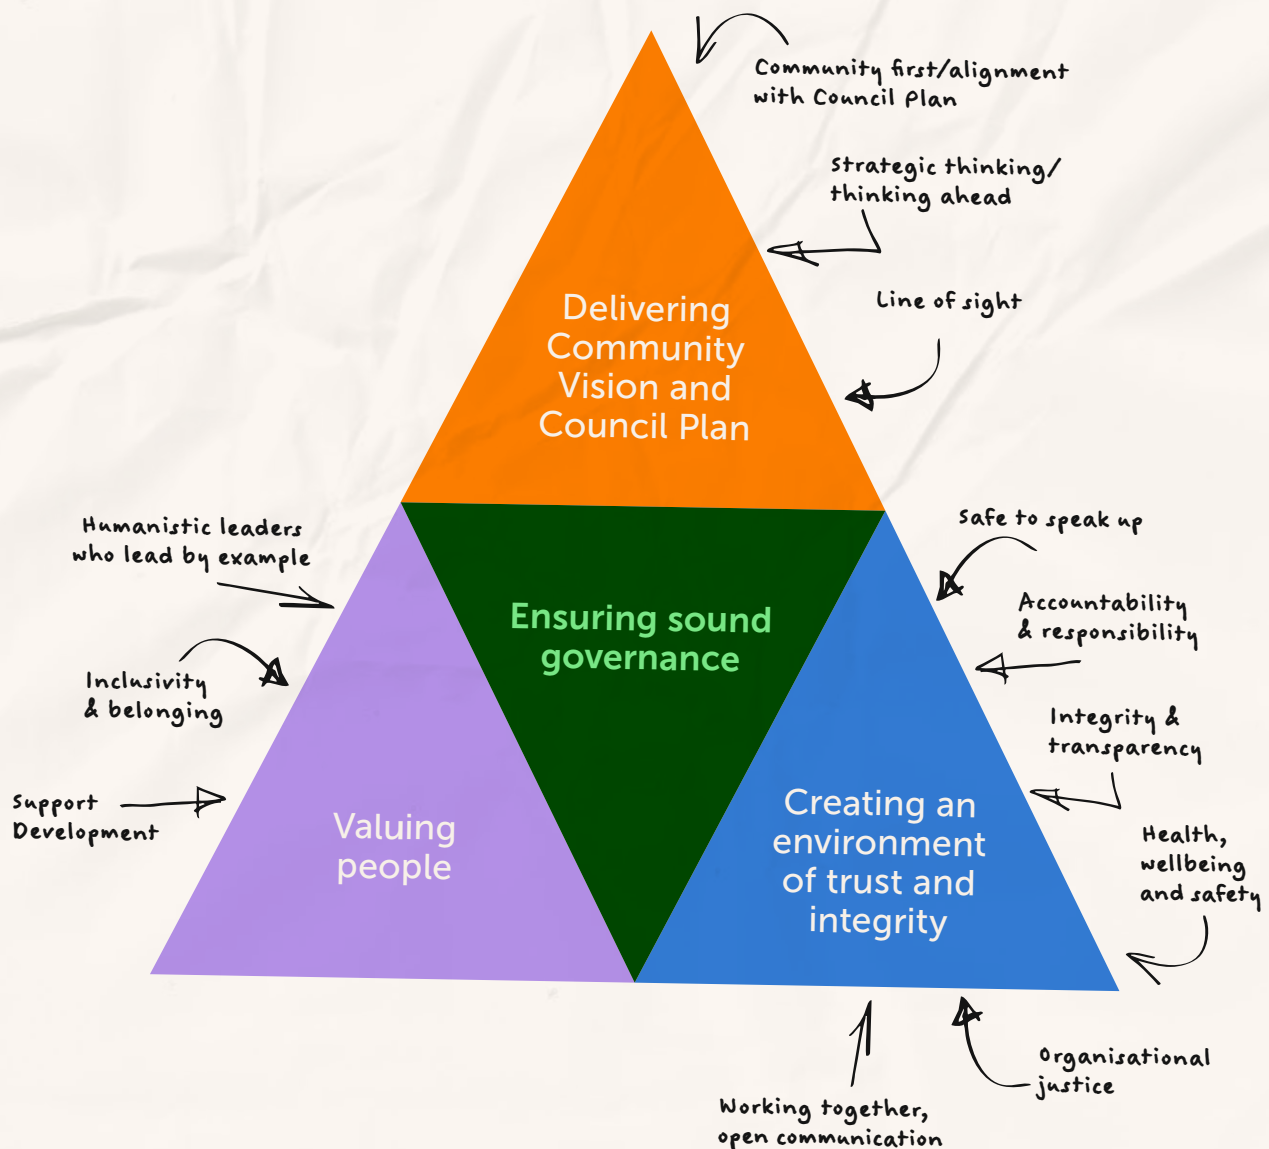 Community first/alignment
with Council Plan
Strategic thinking/
thinking ahead
Line of sight
Delivering
Community
Vision and
Council Plan
Humanistic leaders
who lead by example
Inclusivity
& belonging
Support
Development
Ensuring sound
governance
Valuing
people
Safe to speak up
Accountability
& responsibility
Integrity &
transparency
Health,
wellbeing
and safety
Creating an
environment
of trust and
integrity
Organisational
justice
Working together,
open communication